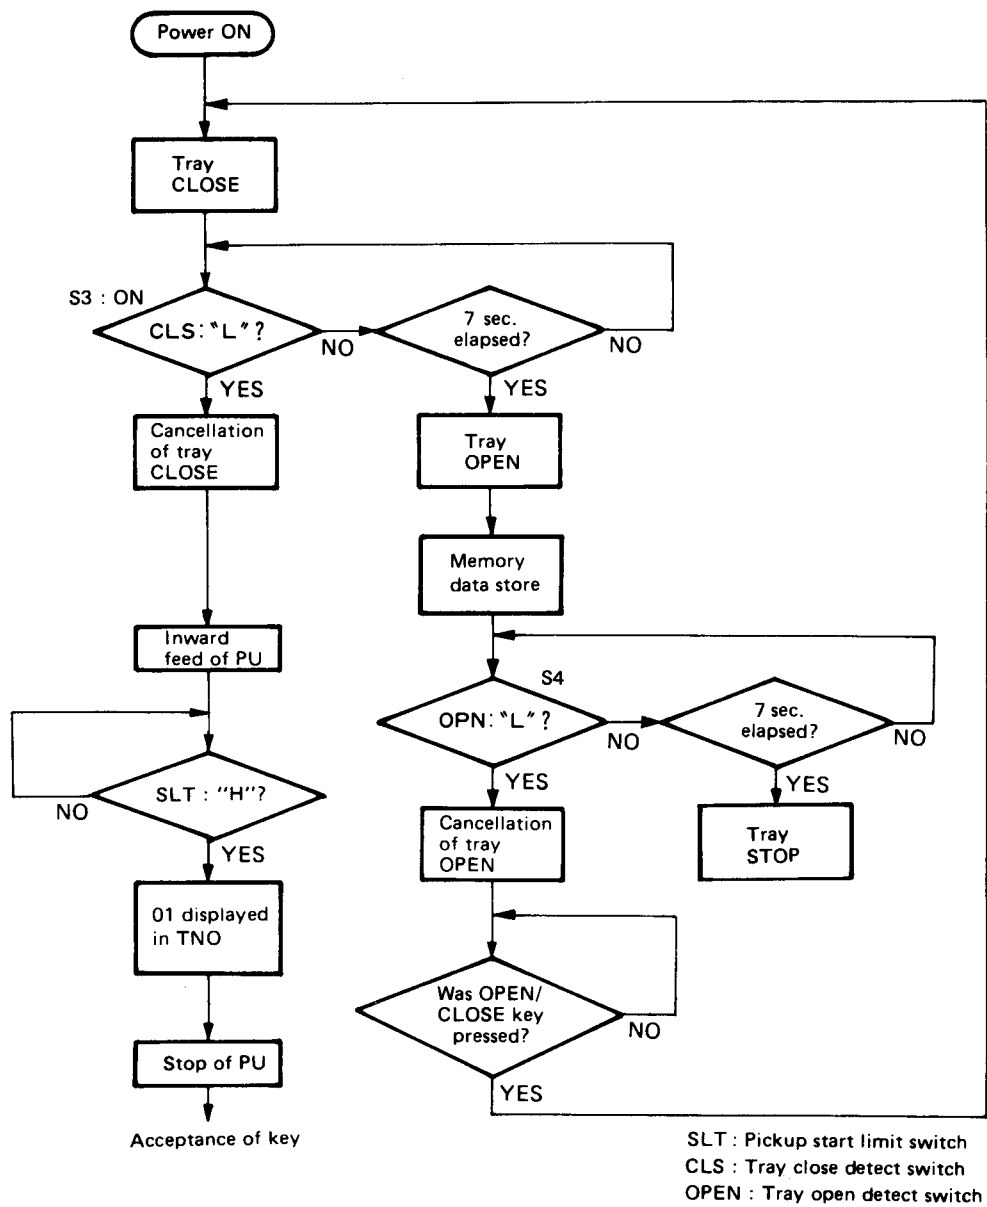 Power ON
Tray
CLOSE
S3 : ON
CLS: "L" ?
NO
7 sec.
elapsed?
NO
YES
YES
Cancellation
of tray
CLOSE
Tray
OPEN
Memory
data store
Inward
feed of PU
S4
OPN: "L" ?
NO
7 sec.
elapsed?
NO
SLT : "H"?
NO
YES
YES
YES
Cancellation
of tray
OPEN
Tray
STOP
01 displayed
in TNO
Was OPEN/
CLOSE key
pressed?
NO
Stop of PU
YES
Acceptance of key
SLT : Pickup start limit switch
CLS : Tray close detect switch
OPEN : Tray open detect switch